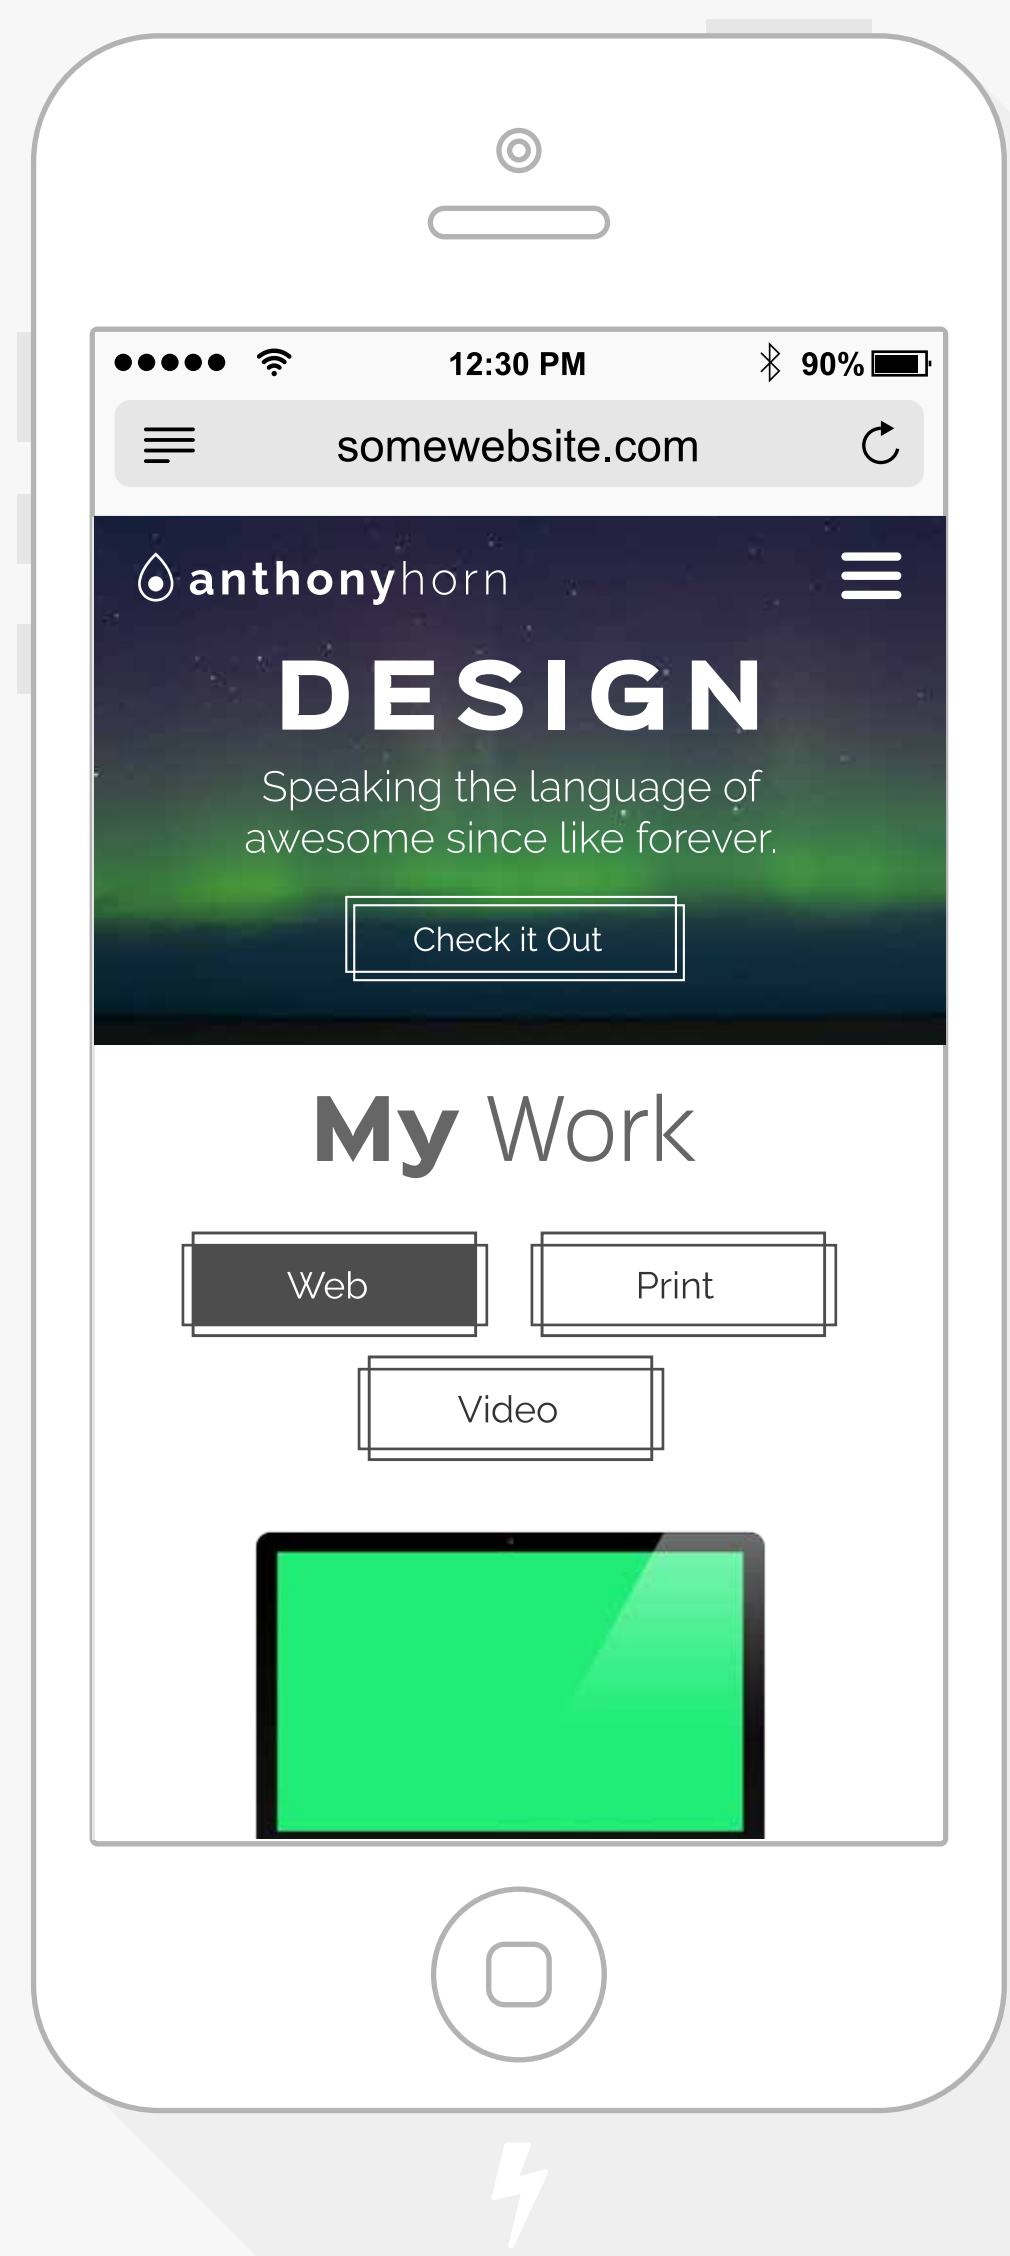 12:30 PM 90%
somewebsite.com
anthonyhorn
DESIGN
Speaking the language of
awesome since like forever.
Check it Out
My Work
Web Print
Video